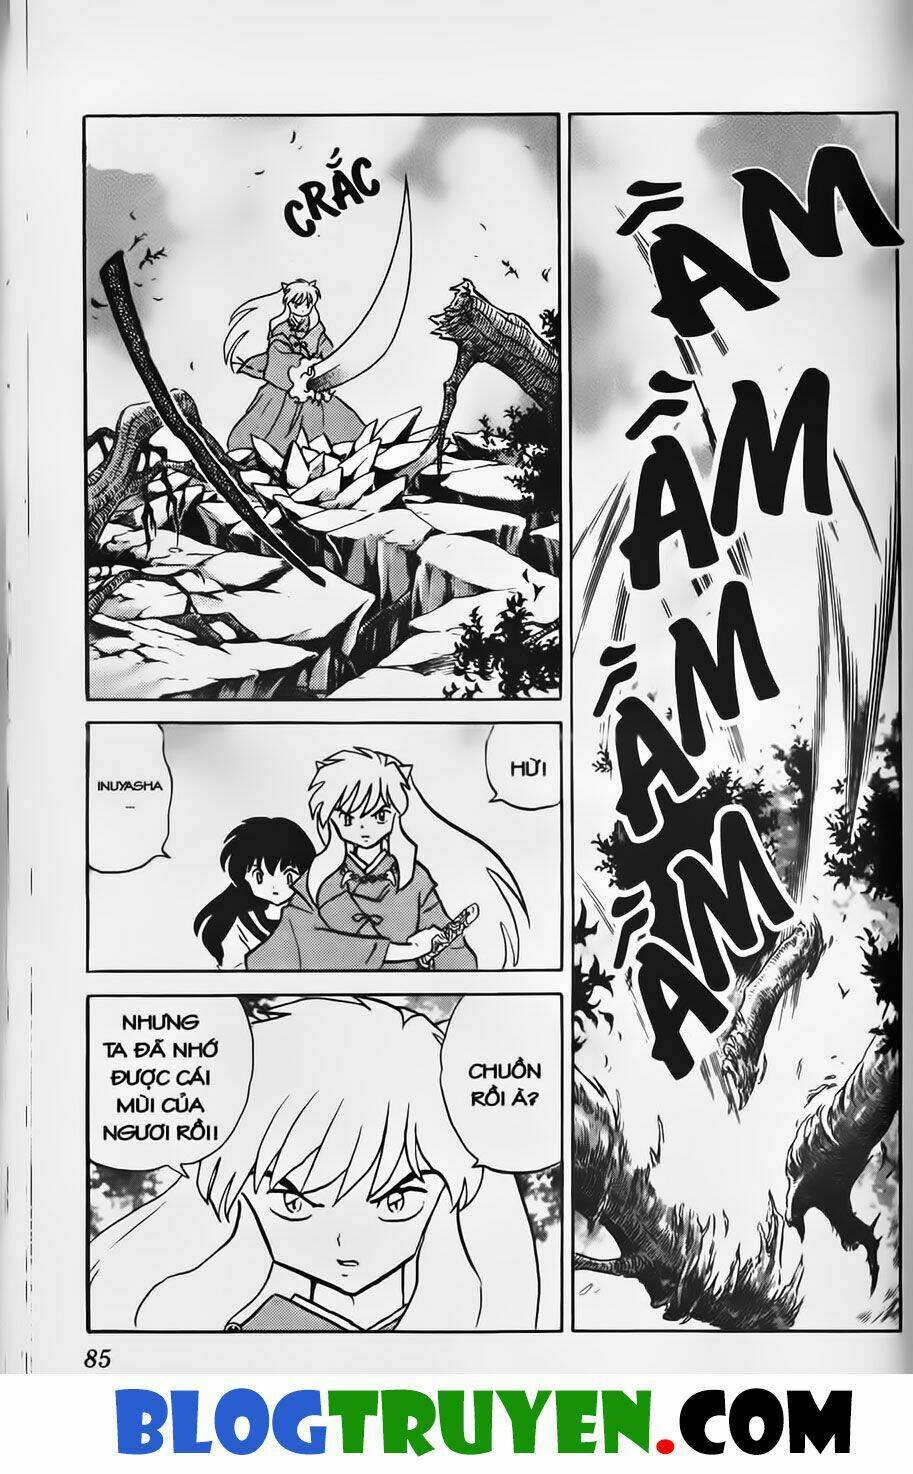 ẦM
ẦM
ẦM
ẦM
CRẮC
HỪ!
INUYASHA
...
CHUỒN
RỒI À?
NHƯNG
TA ĐÃ NHỚ
ĐƯỢC CÁI
MÙI CỦA
NGƯƠI RỒI!
85
BLOGTRUYEN.COM